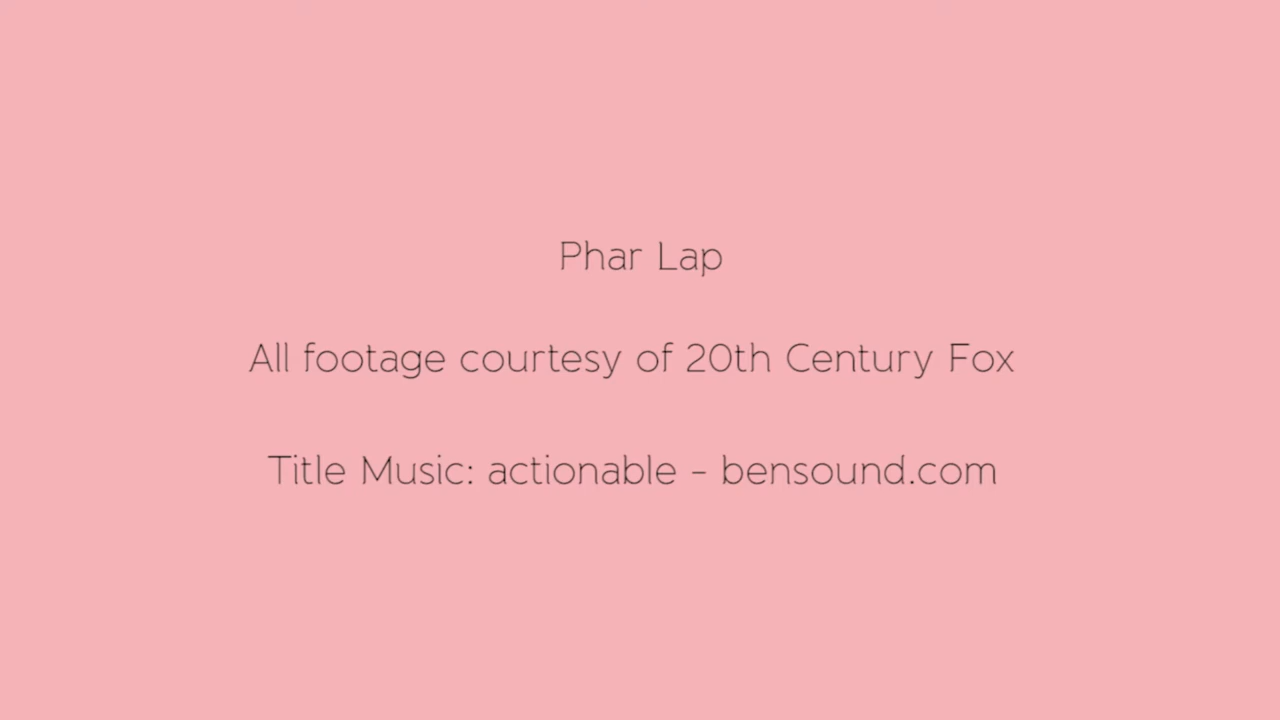 Phar Lap
All footage courtesy of 20th Century Fox
Title Music: actionable - bensound.com